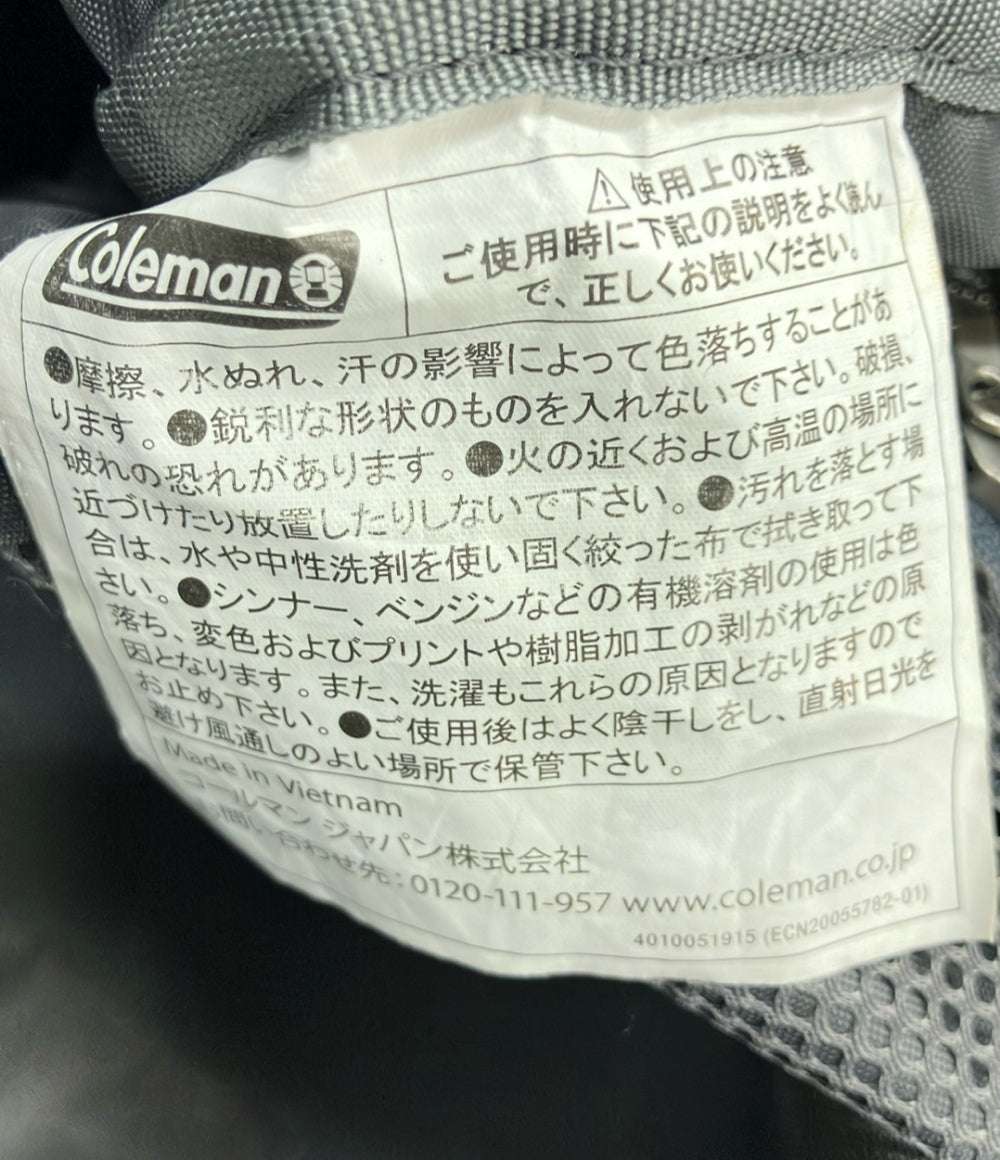 Coleman
⚠使用上の注意
ご使用時に下記の説明をよく読ん
で、正しくお使いください。
●摩擦、水ぬれ、汗の影響によって色落ちすることがあ
ります。●鋭利な形状のものを入れないで下さい。破損、
破れの恐れがあります。●火の近くおよび高温の場所に
近づけたり放置したりしないで下さい。●汚れを落とす場
合は、水や中性洗剤を使い固く絞った布で拭き取って下
さい。●シンナー、ベンジンなどの有機溶剤の使用は色
落ち、変色およびプリントや樹脂加工の剥がれなどの原
因となります。また、洗濯もこれらの原因となりますので
お止め下さい。●ご使用後はよく陰干しをし、直射日光を
避け風通しのよい場所で保管下さい。
Made in Vietnam
コールマン ジャパン株式会社
お問い合わせ先:0120-111-957 www.coleman.co.jp
4010051915 (ECN20055782-01)